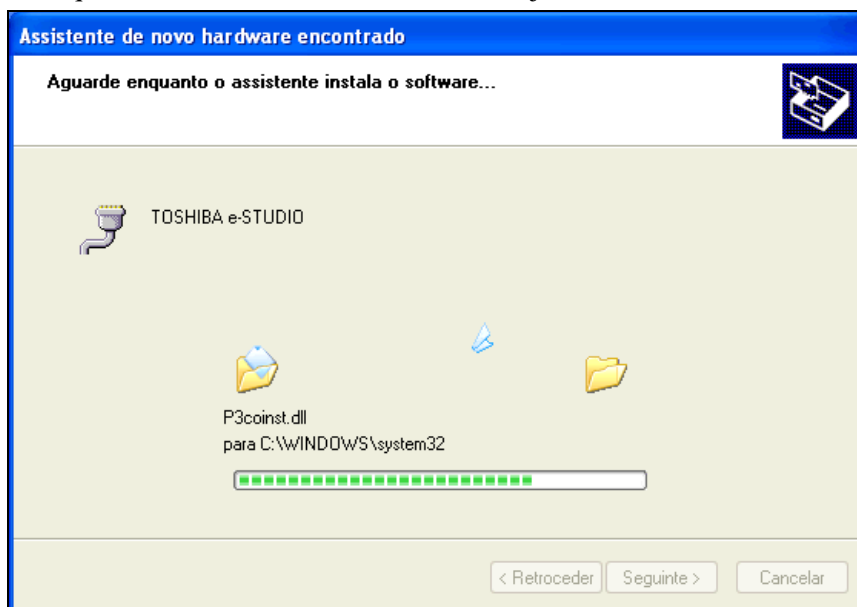 Assistente de novo hardware encontrado
Aguarde enquanto o assistente instala o software...
TOSHIBA e-STUDIO
P3coinst.dll
para C:\WINDOWS\system32
< Retroceder Seguinte > Cancelar